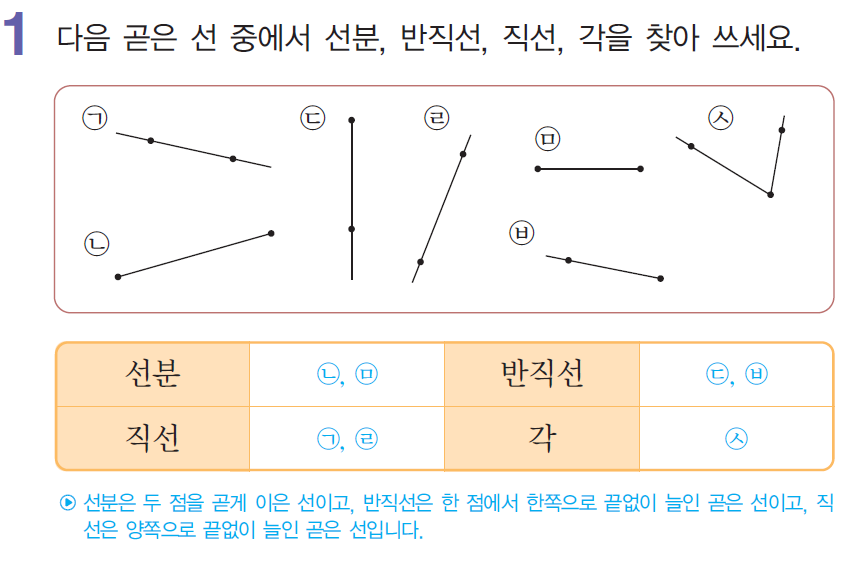 1 다음 곧은 선 중에서 선분, 반직선, 직선, 각을 찾아 쓰세요.
㉠ ㉢ ㉣ ㉦
㉤
㉡ ㉥
선분 ㉡, ㉤ 반직선 ㉢, ㉥
직선 ㉠, ㉣ 각 ㉦
선분은 두 점을 곧게 이은 선이고, 반직선은 한 점에서 한쪽으로 끝없이 늘인 곧은 선이고, 직
선은 양쪽으로 끝없이 늘인 곧은 선입니다.